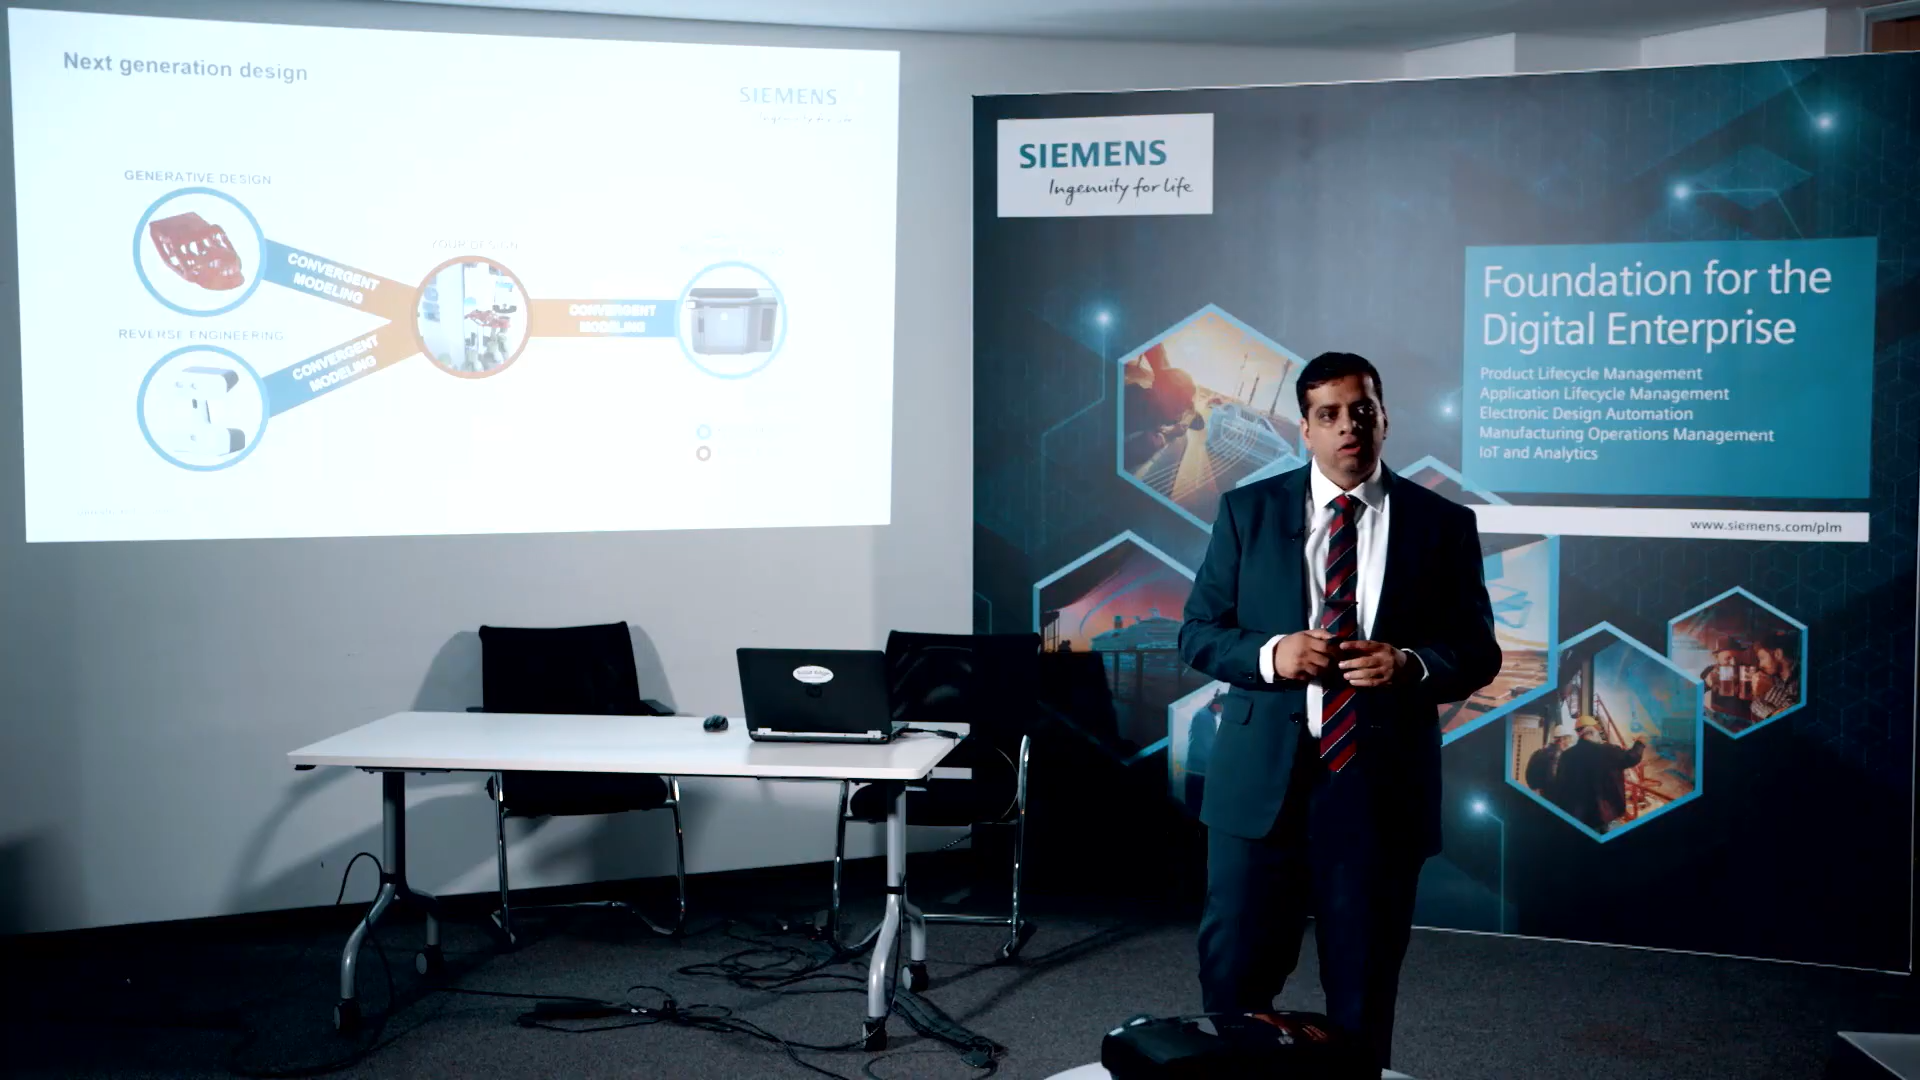 Next generation design
SIEMENS
GENERATIVE DESIGN
CONVERGENT
MODELING
YOUR DESIGN
CONVERGENT
MODELING
REVERSE ENGINEERING
CONVERGENT
MODELING
SIEMENS
Ingenuity for life
Foundation for the
Digital Enterprise
Product Lifecycle Management
Application Lifecycle Management
Electronic Design Automation
Manufacturing Operations Management
IoT and Analytics
www.siemens.com/plm